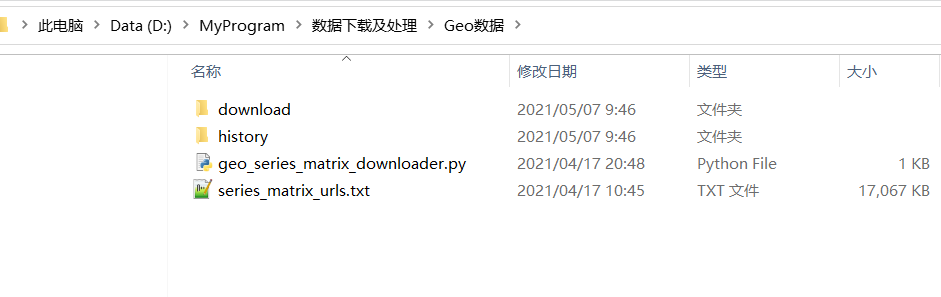 此电脑 Data (D:) MyProgram 数据下载及处理 Geo数据
名称 修改日期 类型 大小
download 2021/05/07 9:46 文件夹
history 2021/05/07 9:46 文件夹
geo_series_matrix_downloader.py 2021/04/17 20:48 Python File 1 KB
series_matrix_urls.txt 2021/04/17 10:45 TXT 文件 17,067 KB